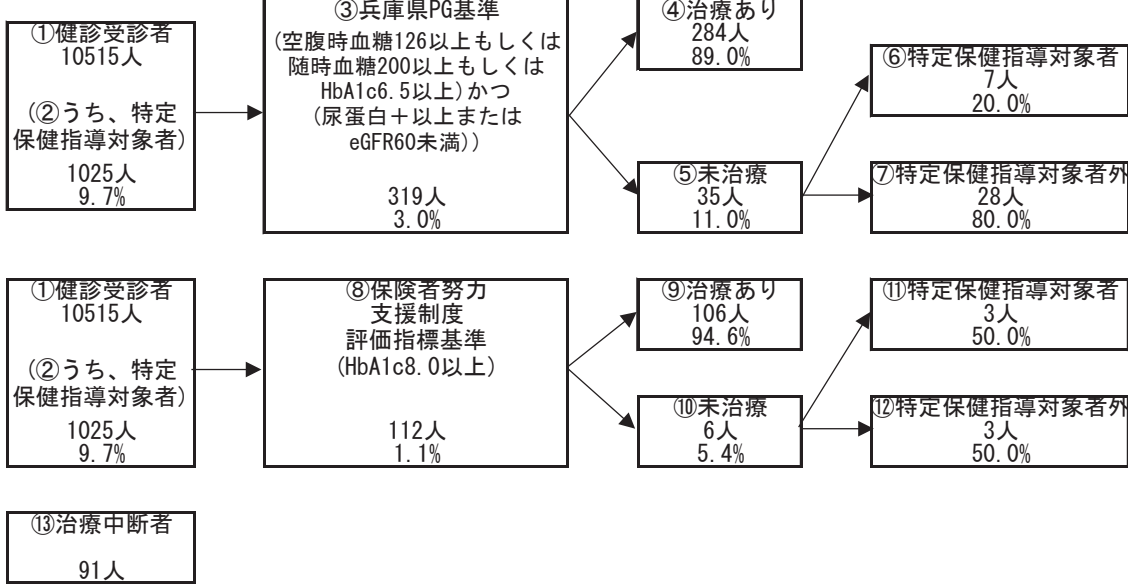 ①健診受診者
10515人
(②うち、特定
保健指導対象者)
1025人
9.7%
③兵庫県PG基準
(空腹時血糖126以上もしくは
随時血糖200以上もしくは
HbA1c6.5以上)かつ
(尿蛋白+以上または
eGFR60未満))
319人
3.0%
④治療あり
284人
89.0%
⑤未治療
35人
11.0%
⑥特定保健指導対象者
7人
20.0%
⑦特定保健指導対象者外
28人
80.0%
①健診受診者
10515人
(②うち、特定
保健指導対象者)
1025人
9.7%
⑧保険者努力
支援制度
評価指標基準
(HbA1c8.0以上)
112人
1.1%
⑨治療あり
106人
94.6%
⑩未治療
6人
5.4%
⑪特定保健指導対象者
3人
50.0%
⑫特定保健指導対象者外
3人
50.0%
⑬治療中断者
91人